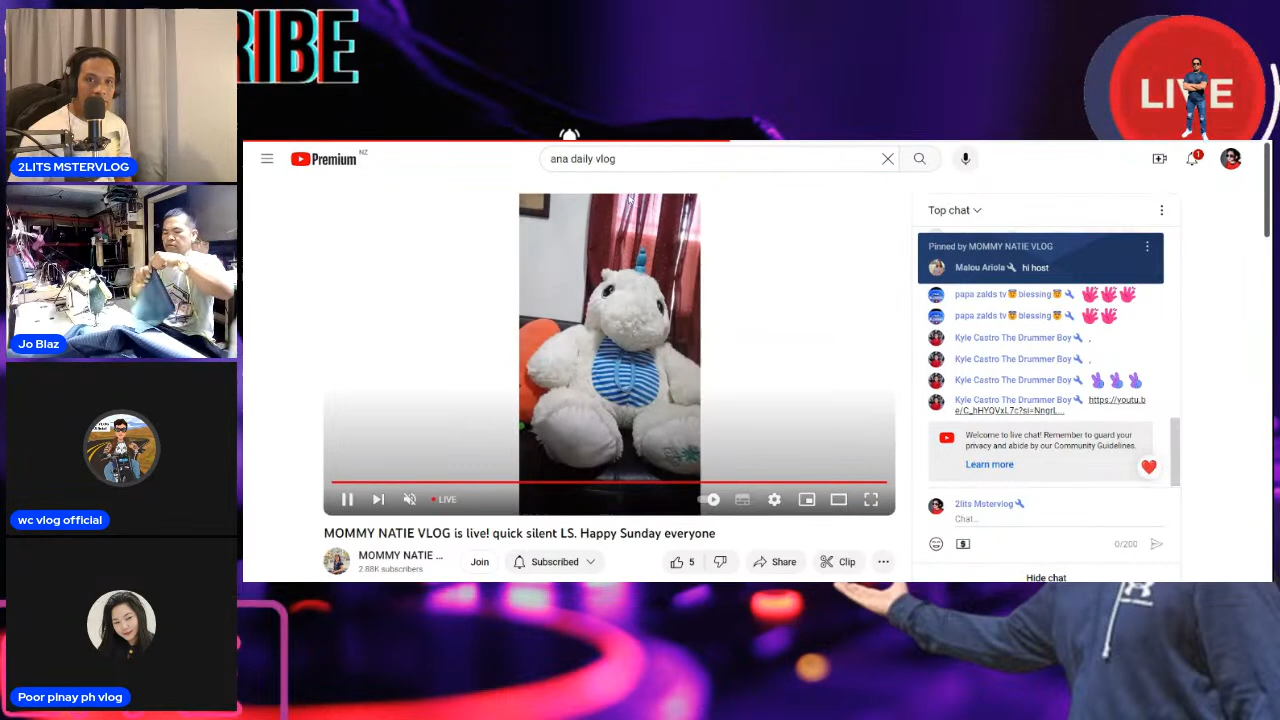 RIBE
LIVE
2LITS MSTERVLOG
Jo Blaz
wc vlog official
Poor pinay ph vlog
Premium NZ
ana daily vlog
1
Top chat
Pinned by MOMMY NATIE VLOG
Malou Ariola hi host
papa zalds tv😇blessing😇
papa zalds tv😇blessing😇
Kyle Castro The Drummer Boy ,
Kyle Castro The Drummer Boy ,
Kyle Castro The Drummer Boy
Kyle Castro The Drummer Boy https://youtu.b
e/C_hHYQVxL7c?si=NngrL...
Welcome to live chat! Remember to guard your
privacy and abide by our Community Guidelines.
Learn more
2lits Mstervlog
Chat...
0/200
Hide chat
LIVE
MOMMY NATIE VLOG is live! quick silent LS. Happy Sunday everyone
MOMMY NATIE ...
2.88K subscribers
Join
Subscribed
5
Share
Clip